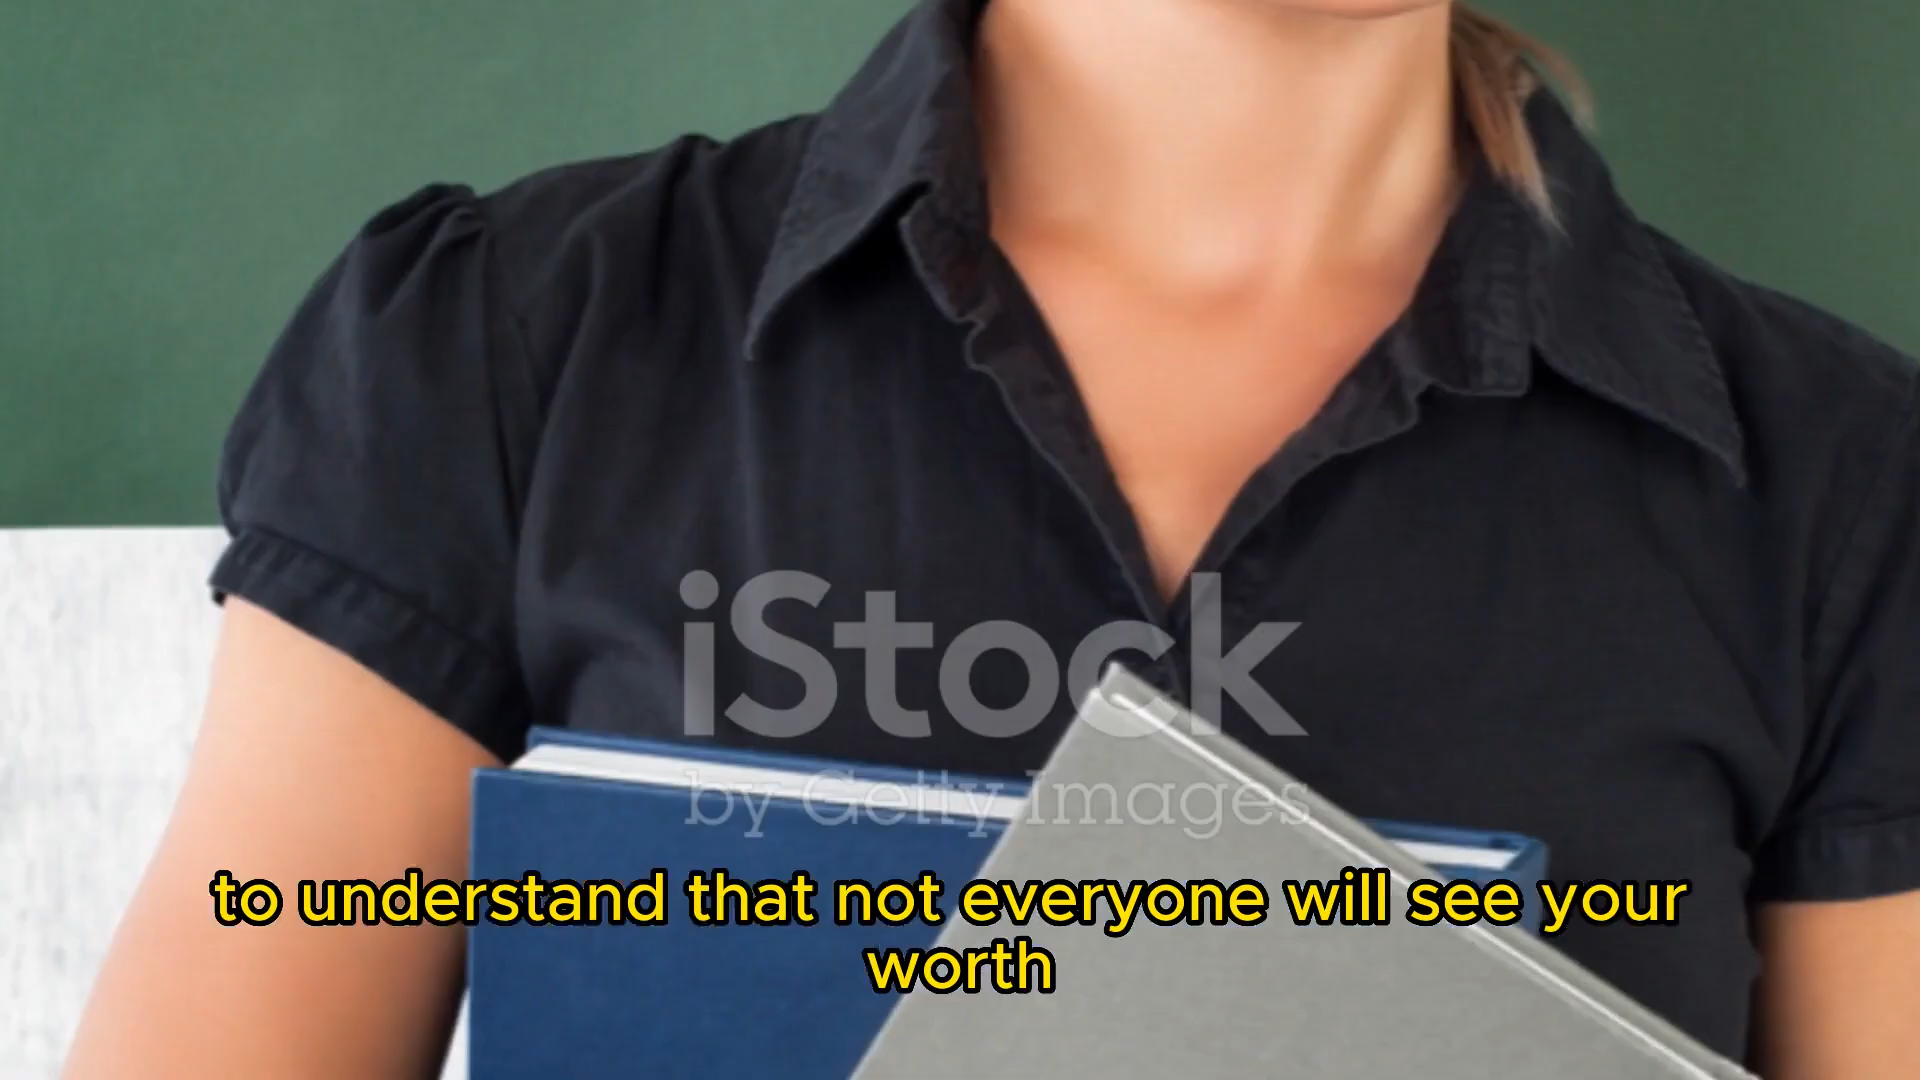 iStock
by Getty Images
to understand that not everyone will see your
worth